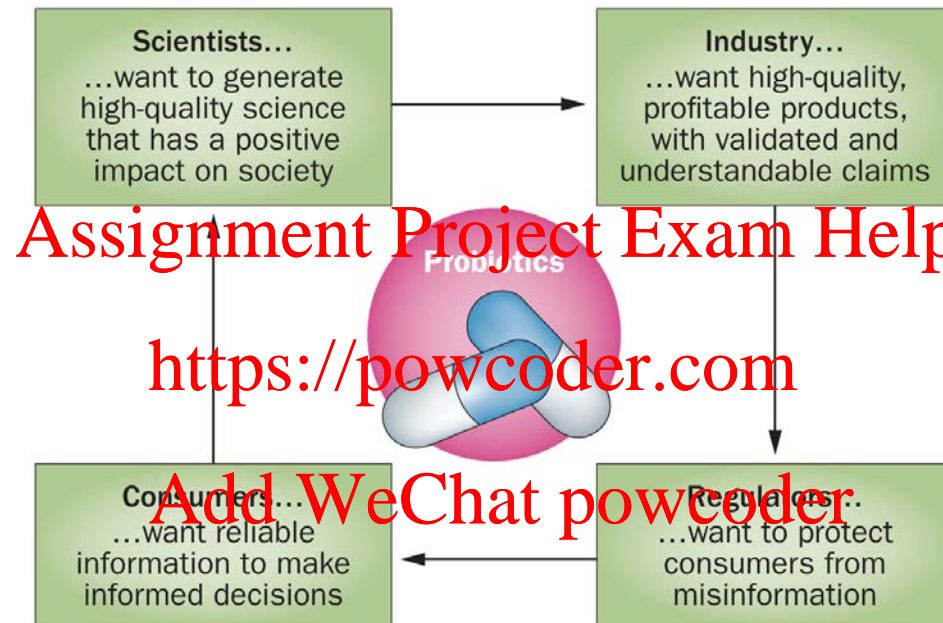 Scientists...
...want to generate
high-quality science
that has a positive
impact on society
Industry...
...want high-quality,
profitable products,
with validated and
understandable claims
Assignment Project Exam Help
Probiotics
https://powcoder.com
Add WeChat powcoder
Consumers...
...want reliable
information to make
informed decisions
Regulators...
...want to protect
consumers from
misinformation